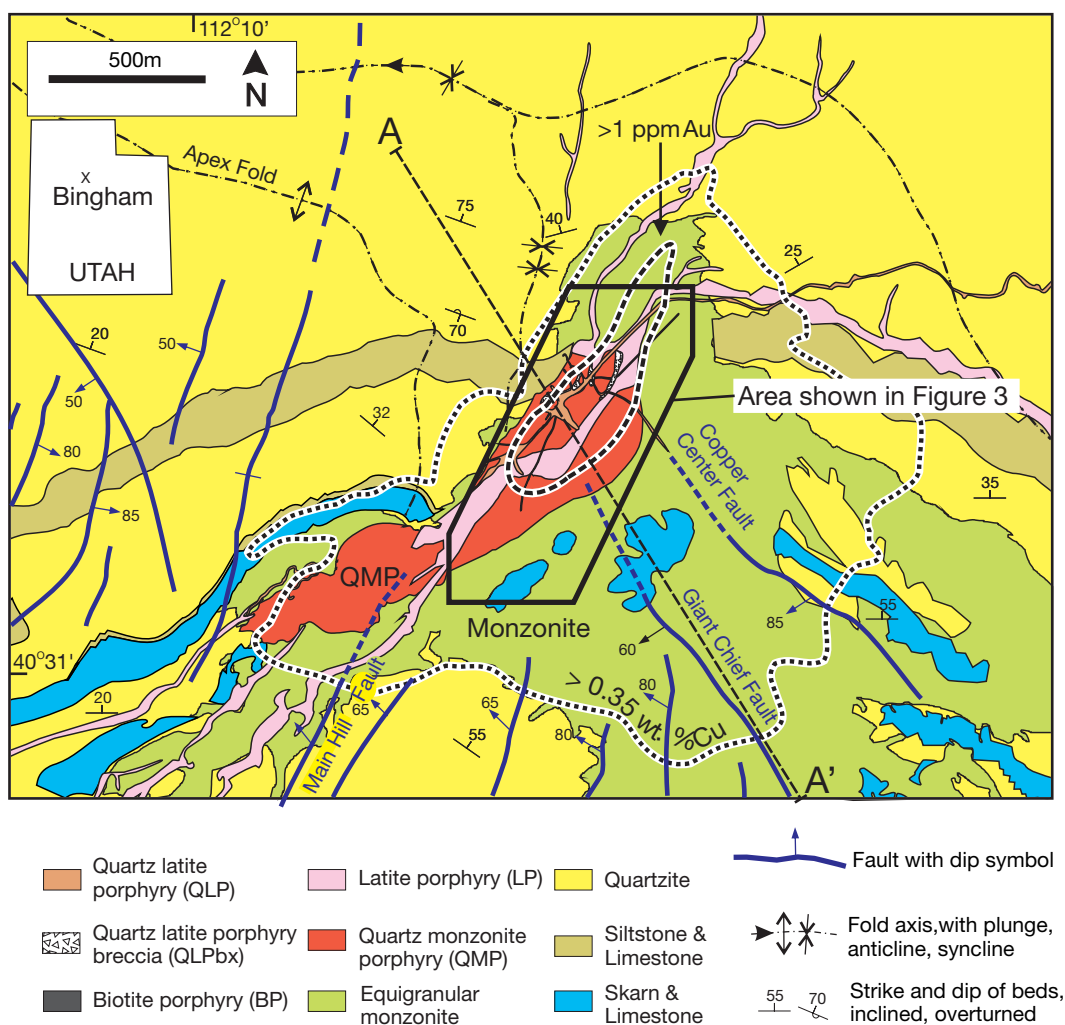 112°10'
500m
N
A
>1 ppm Au
Apex Fold
x
Bingham
UTAH
75
40
25
70
20
50
50
32
80
85
Area shown in Figure 3
Copper
Center Fault
35
QMP
Monzonite
Giant Chief Fault
85
55
60
40°31'
20
Main Hill Fault
65
65
55
80
80
> 0.35 wt. %Cu
A'
Quartz latite
porphyry (QLP)
Latite porphyry (LP)
Quartzite
Fault with dip symbol
Quartz latite porphyry
breccia (QLPbx)
Quartz monzonite
porphyry (QMP)
Siltstone &
Limestone
Fold axis,with plunge,
anticline, syncline
Biotite porphyry (BP)
Equigranular
monzonite
Skarn &
Limestone
55
70
Strike and dip of beds,
inclined, overturned